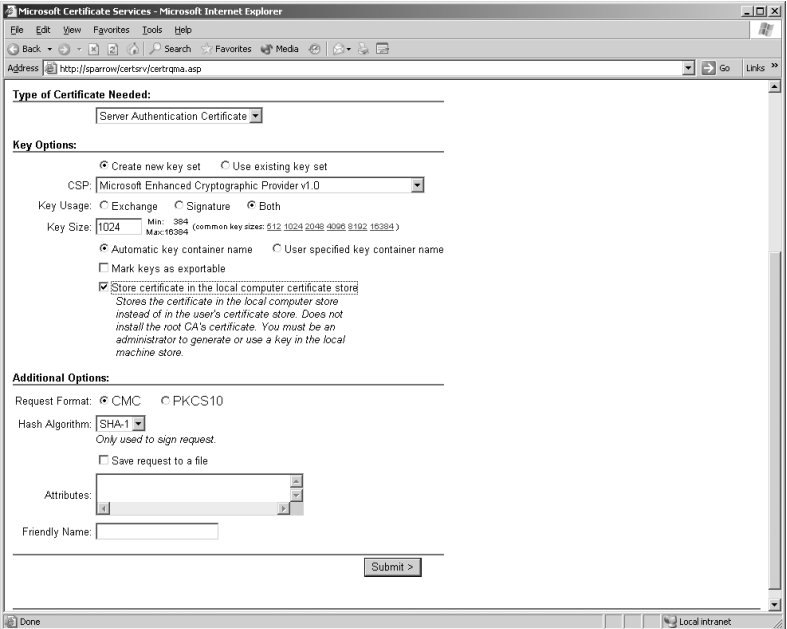 Microsoft Certificate Services - Microsoft Internet Explorer
File Edit View Favorites Tools Help
Back Search Favorites Media
Address http://sparrow/certsrv/certrqma.asp Go Links »
Type of Certificate Needed:
Server Authentication Certificate
Key Options:
Create new key set Use existing key set
CSP: Microsoft Enhanced Cryptographic Provider v1.0
Key Usage: Exchange Signature Both
Key Size: 1024 Min: 384 Max:16384 (common key sizes: 512 1024 2048 4096 8192 16384 )
Automatic key container name User specified key container name
Mark keys as exportable
Store certificate in the local computer certificate store
Stores the certificate in the local computer store
instead of in the user's certificate store. Does not
install the root CA's certificate. You must be an
administrator to generate or use a key in the local
machine store.
Additional Options:
Request Format: CMC PKCS10
Hash Algorithm: SHA-1
Only used to sign request.
Save request to a file
Attributes:
Friendly Name:
Submit >
Done Local intranet